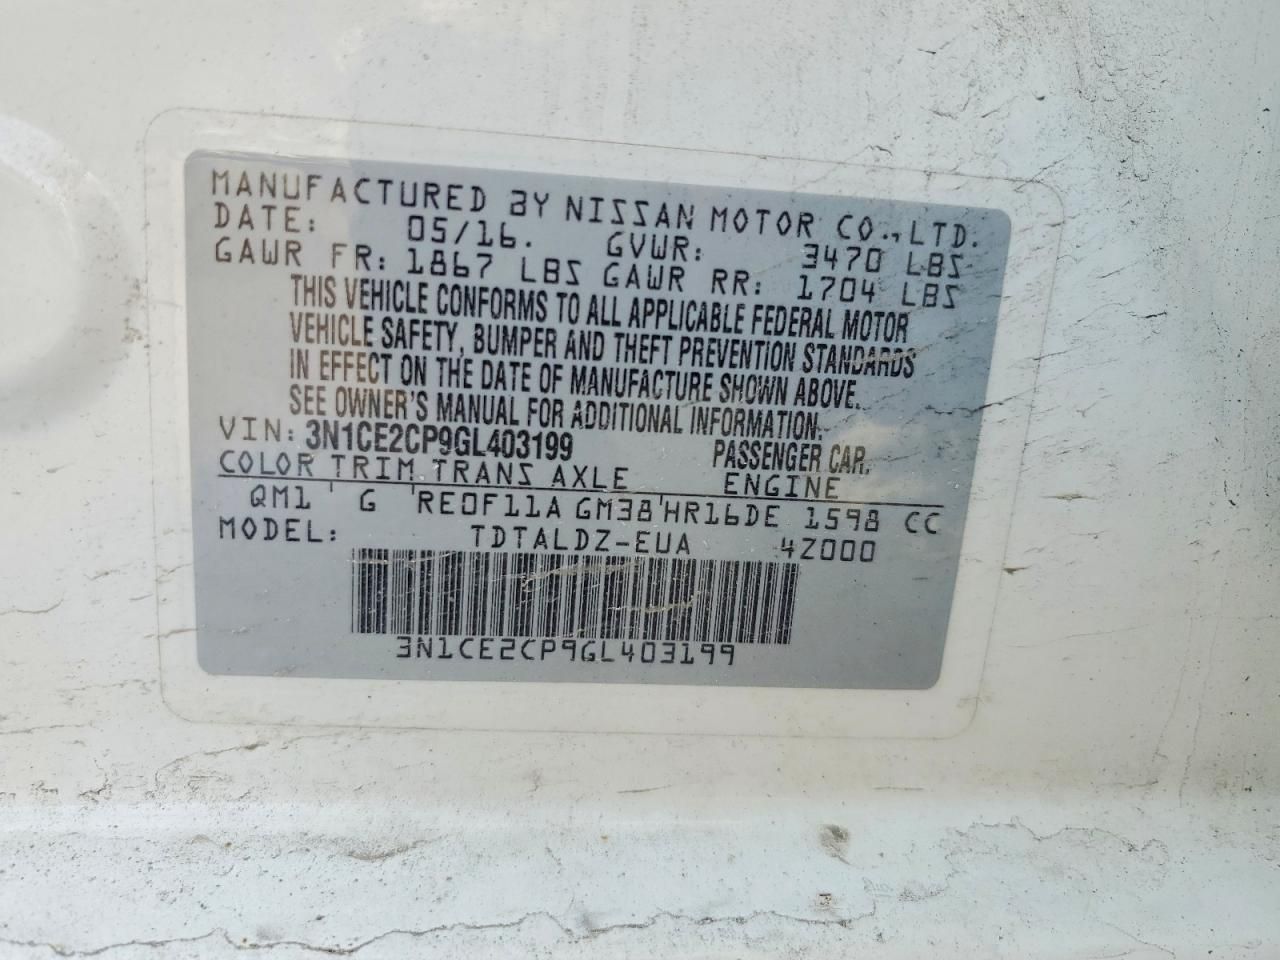 MANUFACTURED BY NISSAN MOTOR CO., LTD.
DATE: 05/16. GVWR: 3470 LBS
GAWR FR: 1867 LBS GAWR RR: 1704 LBS
THIS VEHICLE CONFORMS TO ALL APPLICABLE FEDERAL MOTOR
VEHICLE SAFETY, BUMPER AND THEFT PREVENTION STANDARDS
IN EFFECT ON THE DATE OF MANUFACTURE SHOWN ABOVE.
SEE OWNER'S MANUAL FOR ADDITIONAL INFORMATION.
VIN: 3N1CE2CP9GL403199 PASSENGER CAR.
COLOR TRIM TRANS AXLE ENGINE
QM1 ' G ' RE0F11A GM38 ' HR16DE 1598 CC
MODEL: TDTALDZ-EUA 4Z000
3N1CE2CP9GL403199